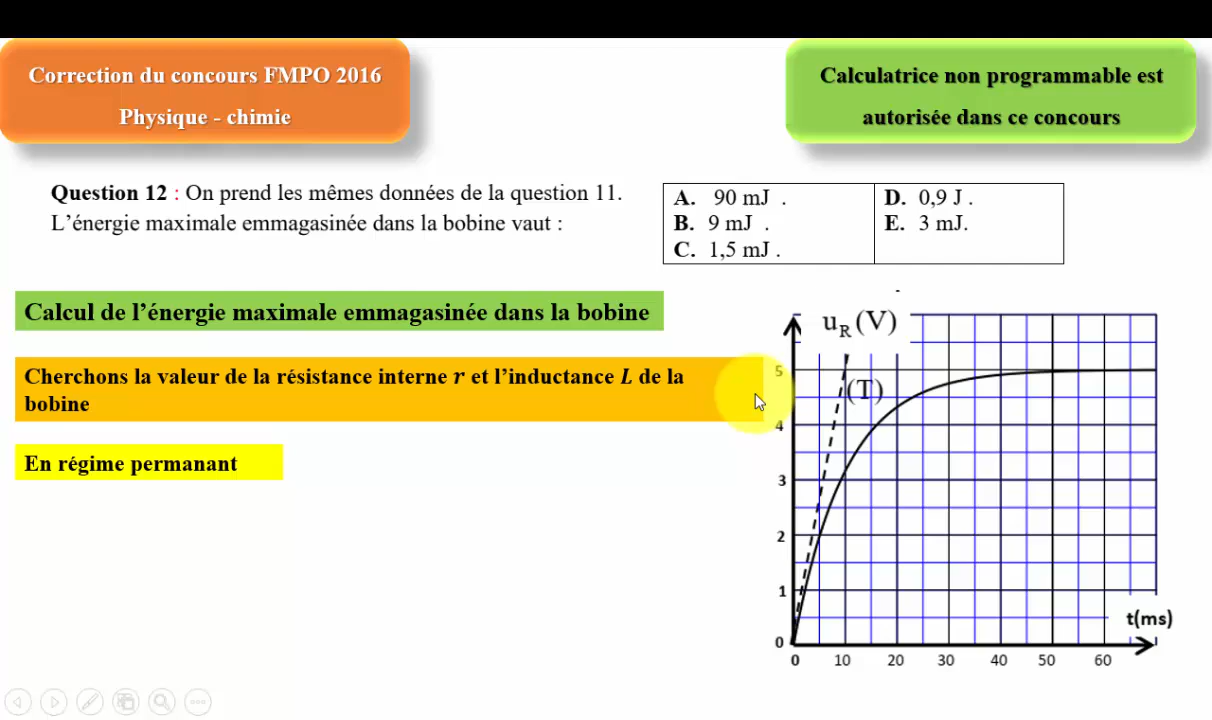 Correction du concours FMPO 2016
Physique - chimie
Calculatrice non programmable est
autorisée dans ce concours
Question 12 : On prend les mêmes données de la question 11.
L'énergie maximale emmagasinée dans la bobine vaut :
A. 90 mJ .
B. 9 mJ .
C. 1,5 mJ .
D. 0,9 J .
E. 3 mJ.
Calcul de l'énergie maximale emmagasinée dans la bobine
Cherchons la valeur de la résistance interne r et l'inductance L de la
bobine
En régime permanant
uR(V)
(T)
5
4
3
2
1
0
t(ms)
0 10 20 30 40 50 60